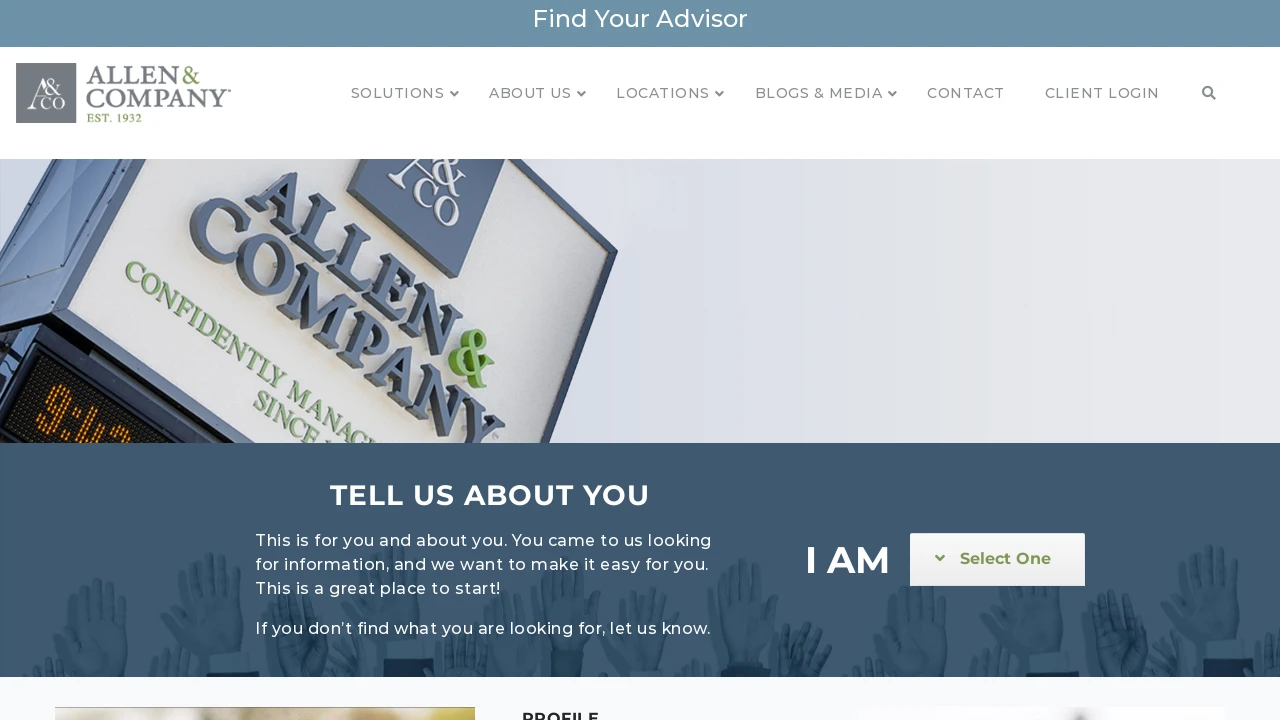 Find Your Advisor
A&CO
ALLEN&
COMPANY
EST. 1932
SOLUTIONS
ABOUT US
LOCATIONS
BLOGS & MEDIA
CONTACT
CLIENT LOGIN
A&
CO
ALLEN&
COMPANY
CONFIDENTLY
SINCE
TELL US ABOUT YOU
This is for you and about you. You came to us looking
for information, and we want to make it easy for you.
This is a great place to start!
If you don't find what you are looking for, let us know.
I AM
Select One
PROFILE